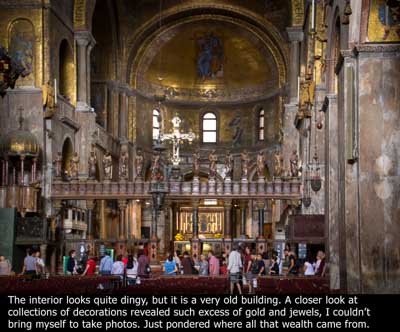 The interior looks quite dingy, but it is a very old building. A closer look at
collections of decorations revealed such excess of gold and jewels, I couldn't
bring myself to take photos. Just pondered where all that wealth came from.